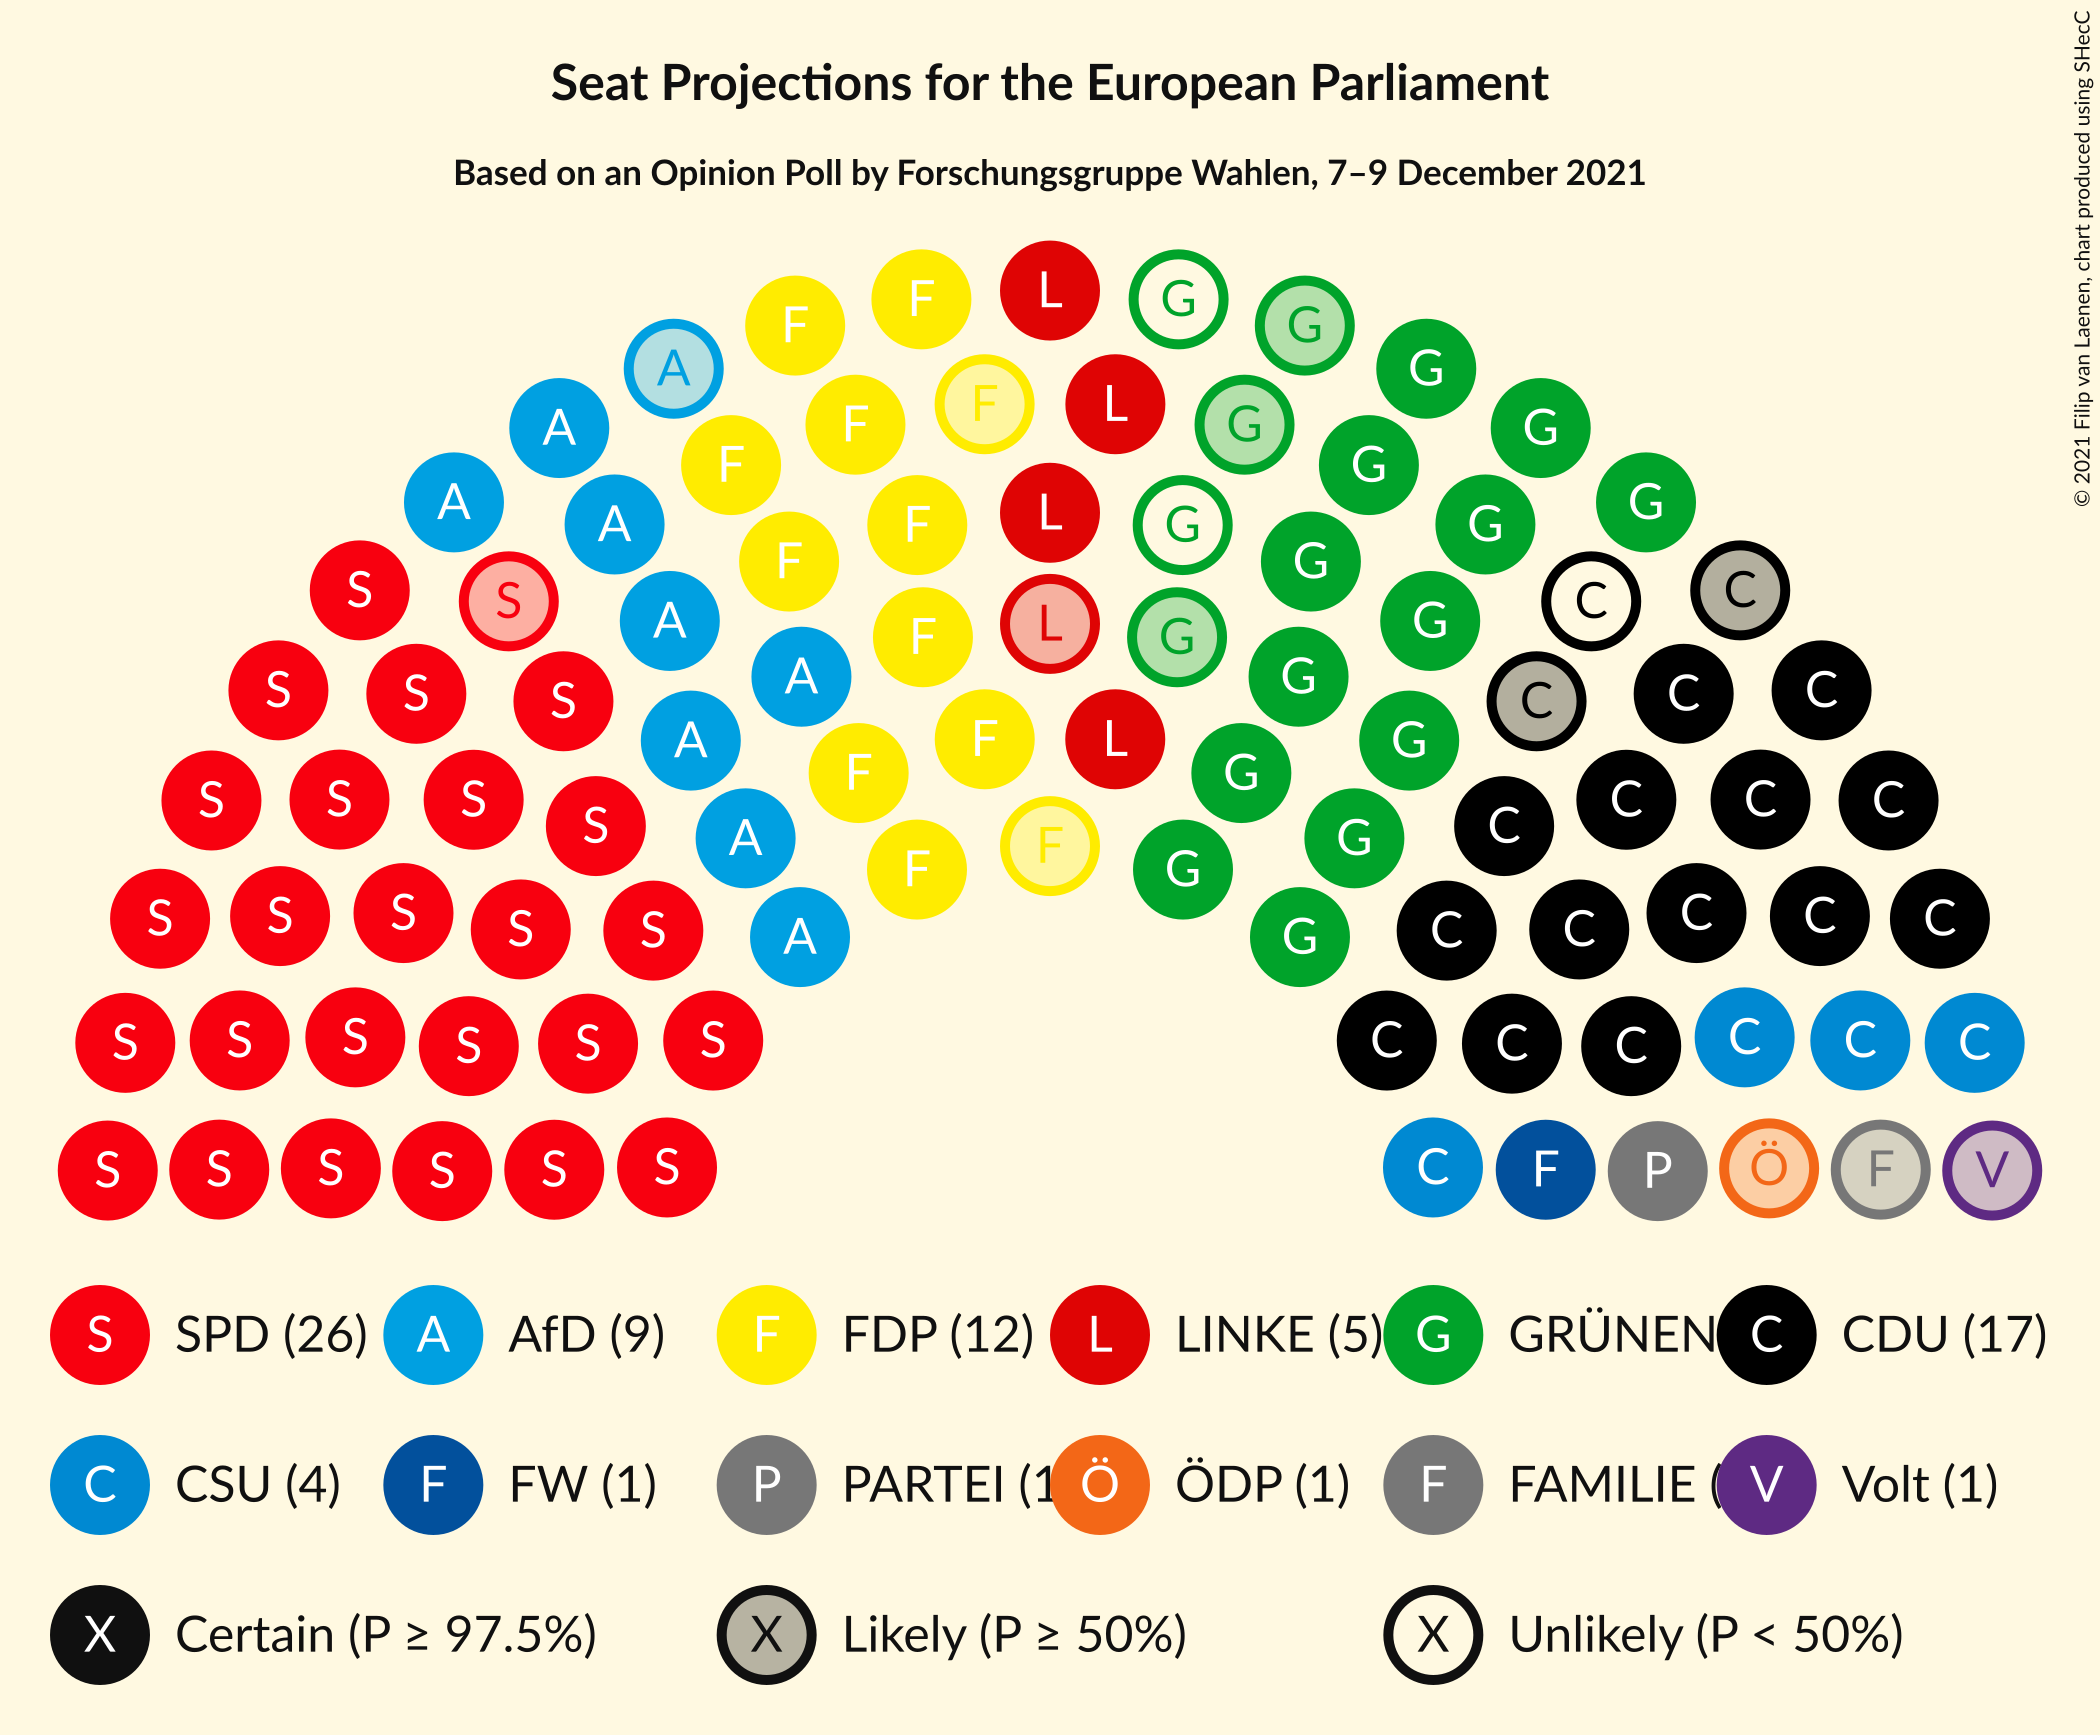 Seat Projections for the European Parliament
Based on an Opinion Poll by Forschungsgruppe Wahlen, 7–9 December 2021
© 2021 Filip van Laenen, chart produced using SHecC
L
F G
F G
A G
F L
A G
F G
A G
F G
A G
L
F G
A G
F G
S C
S C
A G
L
F G
A G
S C
S C
S C
A G
F L
F G
S C
S C
S C
S C
S C
A G
F
F G
S C
S C
S C
S C
S C
A G
S C
S C
S C
S C
S C
S C
S S S S S S C F P Ö F V
S SPD (26) A AfD (9) F FDP (12) L LINKE (5) G GRÜNEN C CDU (17)
C CSU (4) F FW (1) P PARTEI (1 Ö ÖDP (1) F FAMILIE ( V Volt (1)
X Certain (P ≥ 97.5%) X Likely (P ≥ 50%) X Unlikely (P < 50%)